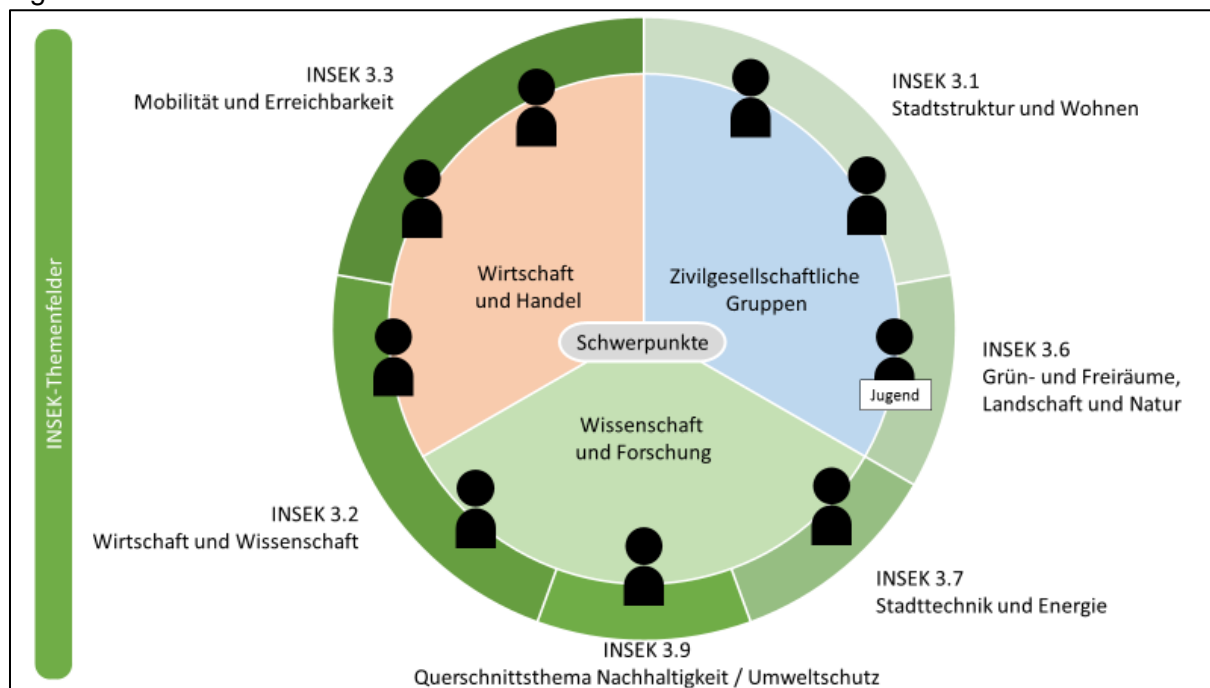 INSEK-Themenfelder
INSEK 3.3
Mobilität und Erreichbarkeit
INSEK 3.1
Stadtstruktur und Wohnen
Wirtschaft
und Handel
Zivilgesellschaftliche
Gruppen
Schwerpunkte
INSEK 3.6
Grün- und Freiräume,
Landschaft und Natur
Jugend
Wissenschaft
und Forschung
INSEK 3.2
Wirtschaft und Wissenschaft
INSEK 3.7
Stadttechnik und Energie
INSEK 3.9
Querschnittsthema Nachhaltigkeit / Umweltschutz